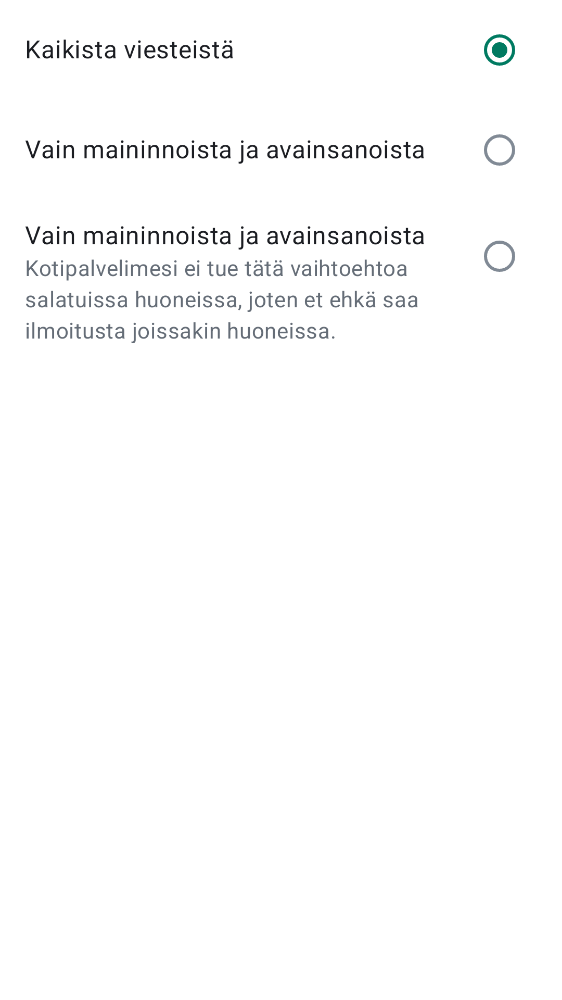 Kaikista viesteistä
Vain maininnoista ja avainsanoista
Vain maininnoista ja avainsanoista
Kotipalvelimesi ei tue tätä vaihtoehtoa
salatuissa huoneissa, joten et ehkä saa
ilmoitusta joissakin huoneissa.